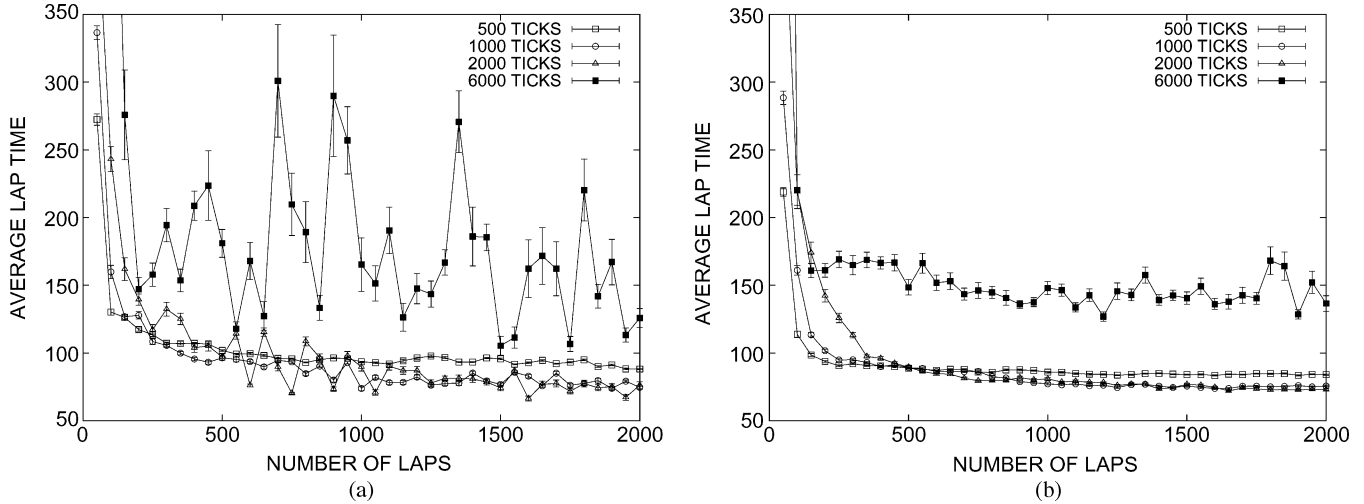 350
300
250
200
150
100
50
AVERAGE LAP TIME
500 TICKS
1000 TICKS
2000 TICKS
6000 TICKS
0 500 1000 1500 2000
NUMBER OF LAPS
(a)
350
300
250
200
150
100
50
AVERAGE LAP TIME
500 TICKS
1000 TICKS
2000 TICKS
6000 TICKS
0 500 1000 1500 2000
NUMBER OF LAPS
(b)